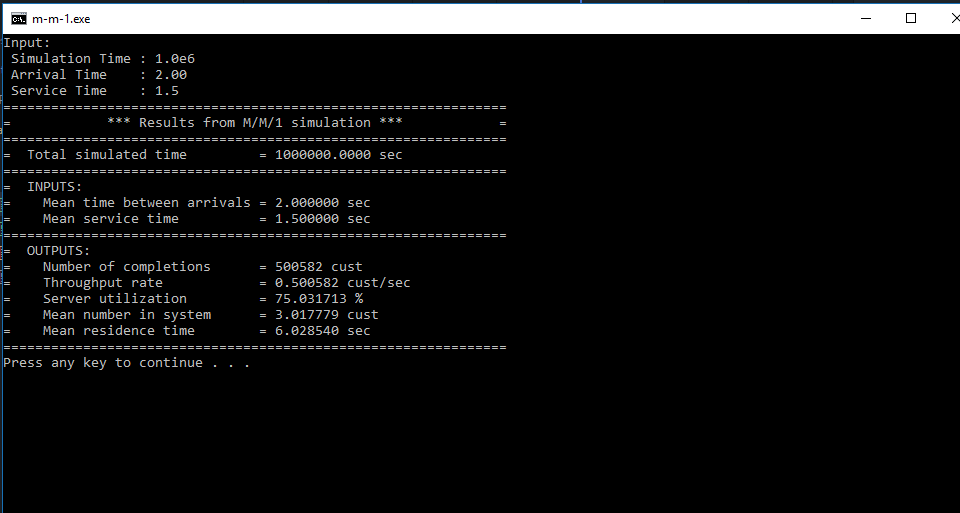 m-m-1.exe
Input:
 Simulation Time : 1.0e6
 Arrival Time    : 2.00
 Service Time    : 1.5
===============================================================
=            *** Results from M/M/1 simulation ***            =
===============================================================
=  Total simulated time         = 1000000.0000 sec
===============================================================
=  INPUTS:
=    Mean time between arrivals = 2.000000 sec
=    Mean service time          = 1.500000 sec
===============================================================
=  OUTPUTS:
=    Number of completions      = 500582 cust
=    Throughput rate            = 0.500582 cust/sec
=    Server utilization         = 75.031713 %
=    Mean number in system      = 3.017779 cust
=    Mean residence time        = 6.028540 sec
===============================================================
Press any key to continue . . .